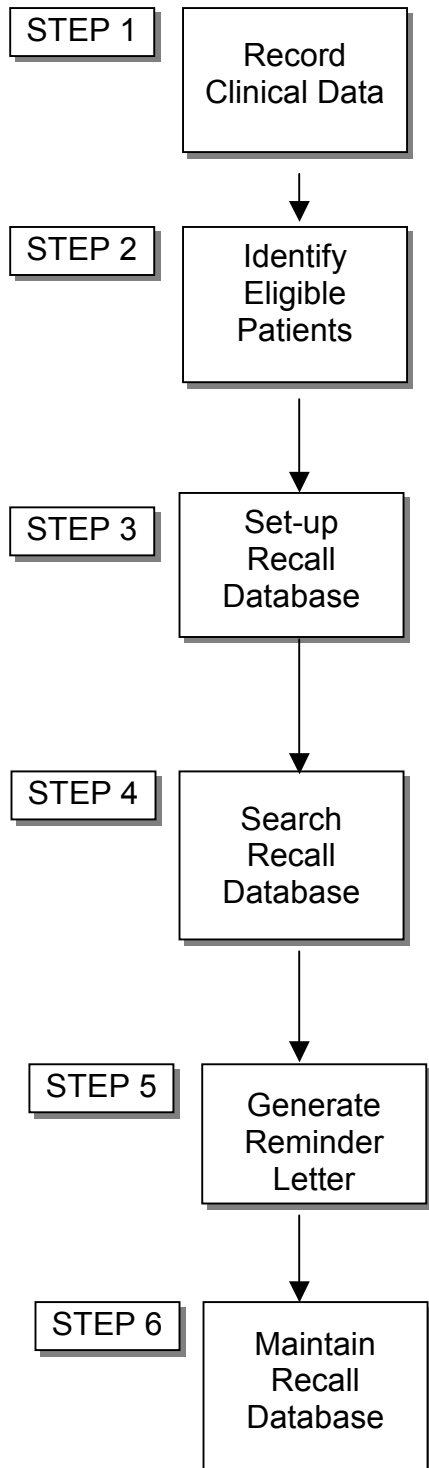 STEP 1
Record
Clinical Data
STEP 2
Identify
Eligible
Patients
STEP 3
Set-up
Recall
Database
STEP 4
Search
Recall
Database
STEP 5
Generate
Reminder
Letter
STEP 6
Maintain
Recall
Database